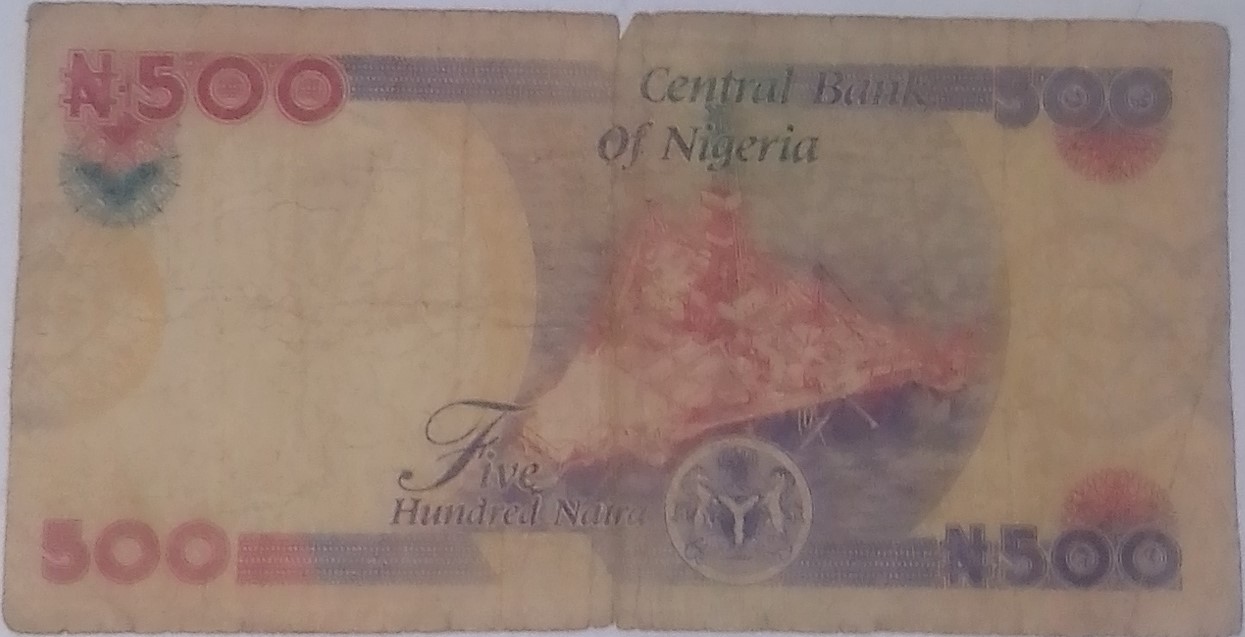 ₦500
Central Bank
Of Nigeria
500
Five
Hundred Naira
500
₦500